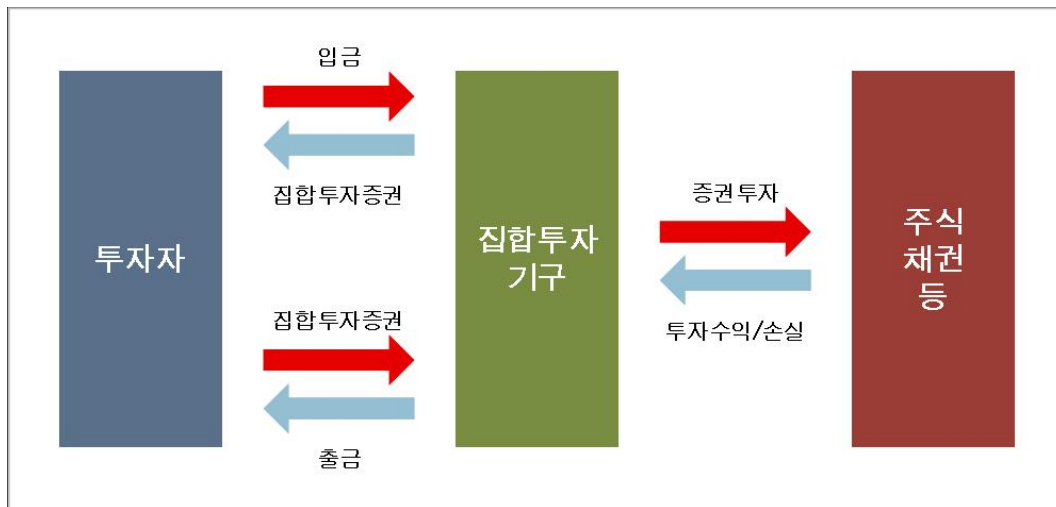 입금
집합투자증권
투자자
집합투자증권
출금
집합투자
기구
증권투자
투자수익/손실
주식
채권
등